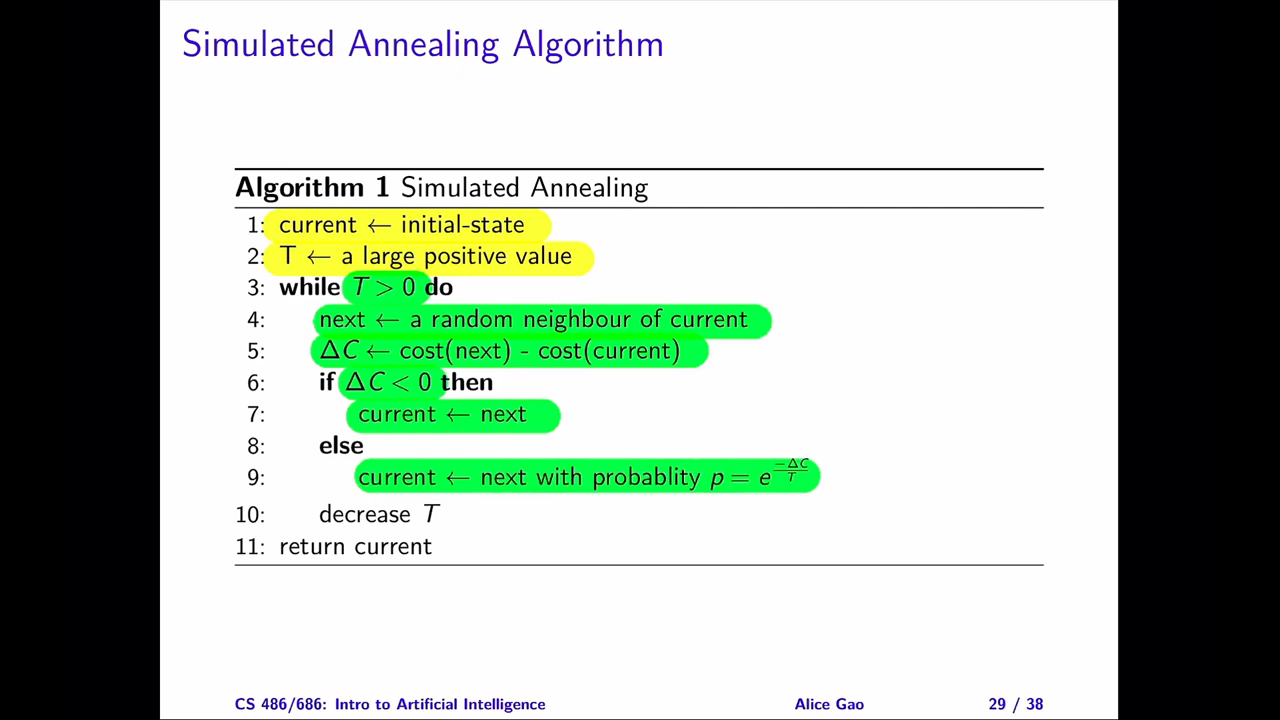 Simulated Annealing Algorithm
Algorithm 1 Simulated Annealing
1: current ← initial-state
2: T ← a large positive value
3: while T > 0 do
4: next ← a random neighbour of current
5: ΔC ← cost(next) - cost(current)
6: if ΔC < 0 then
7: current ← next
8: else
9: current ← next with probablity p = e^(-ΔC/T)
10: decrease T
11: return current
CS 486/686: Intro to Artificial Intelligence Alice Gao 29 / 38